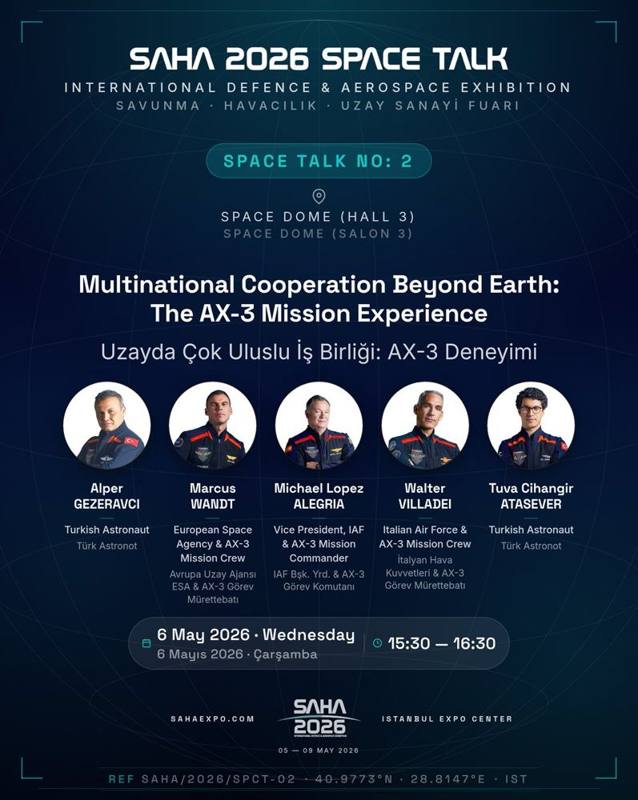 SAHA 2026 SPACE TALK
INTERNATIONAL DEFENCE & AEROSPACE EXHIBITION
SAVUNMA · HAVACILIK · UZAY SANAYİ FUARI
SPACE TALK NO: 2
SPACE DOME (HALL 3)
SPACE DOME (SALON 3)
Multinational Cooperation Beyond Earth:
The AX-3 Mission Experience
Uzayda Çok Uluslu İş Birliği: AX-3 Deneyimi
Alper
GEZERAVCI
Turkish Astronaut
Türk Astronot
Marcus
WANDT
European Space
Agency & AX-3
Mission Crew
Avrupa Uzay Ajansı
ESA & AX-3 Görev
Mürettebatı
Michael Lopez
ALEGRIA
Vice President, IAF
& AX-3 Mission
Commander
IAF Bşk. Yrd. & AX-3
Görev Komutanı
Walter
VILLADEI
Italian Air Force &
AX-3 Mission Crew
İtalyan Hava
Kuvvetleri & AX-3
Görev Mürettebatı
Tuva Cihangir
ATASEVER
Turkish Astronaut
Türk Astronot
6 May 2026 · Wednesday
6 Mayıs 2026 · Çarşamba
15:30 — 16:30
SAHAEXPO.COM
SAHA
2026
INTERNATIONAL DEFENCE & AEROSPACE EXHIBITION
ISTANBUL EXPO CENTER
05 — 09 MAY 2026
REF SAHA/2026/SPCT-02 · 40.9773°N · 28.8147°E · IST